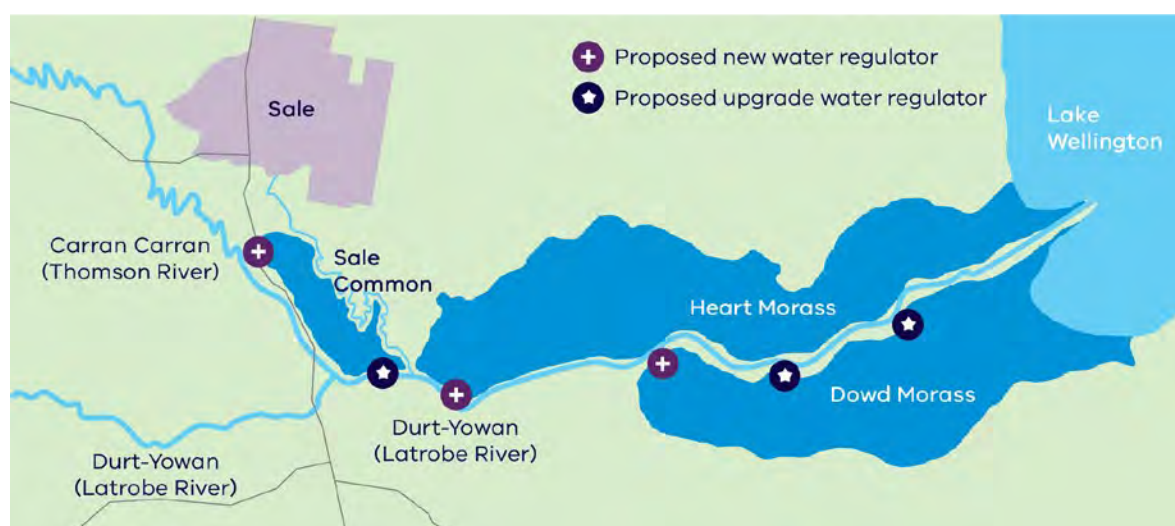 Proposed new water regulator
Proposed upgrade water regulator
Sale
Lake
Wellington
Carran Carran
(Thomson River)
Sale
Common
Heart Morass
Dowd Morass
Durt-Yowan
(Latrobe River)
Durt-Yowan
(Latrobe River)